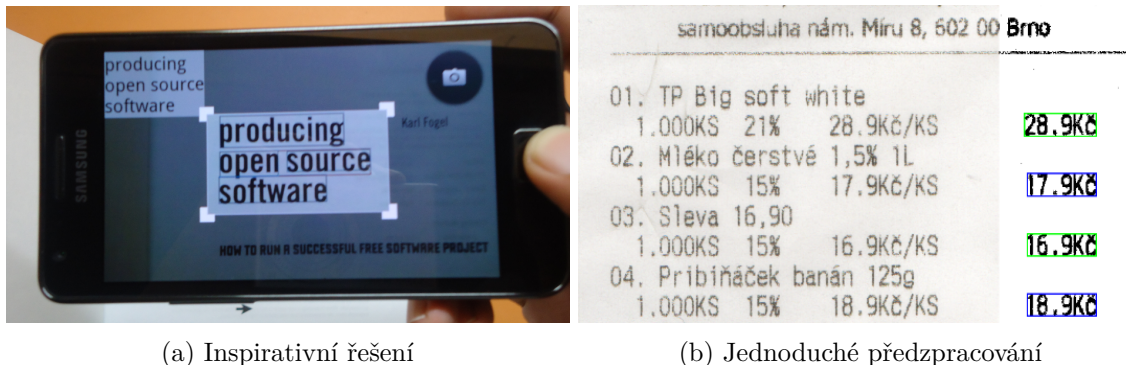 producing
open source
software
SAMSUNG
producing
open source
software
Karl Fogel
HOW TO RUN A SUCCESSFUL FREE SOFTWARE PROJECT
(a) Inspirativní řešení
samoobsluha nám. Míru 8, 602 00 Brno
01. TP Big soft white
1.000KS 21% 28.9Kč/KS 28.9Kč
02. Mléko čerstvé 1,5% 1L
1.000KS 15% 17.9Kč/KS 17.9Kč
03. Sleva 16,90
1.000KS 15% 16.9Kč/KS 16.9Kč
04. Pribiňáček banán 125g
1.000KS 15% 18.9Kč/KS 18.9Kč
(b) Jednoduché předzpracování